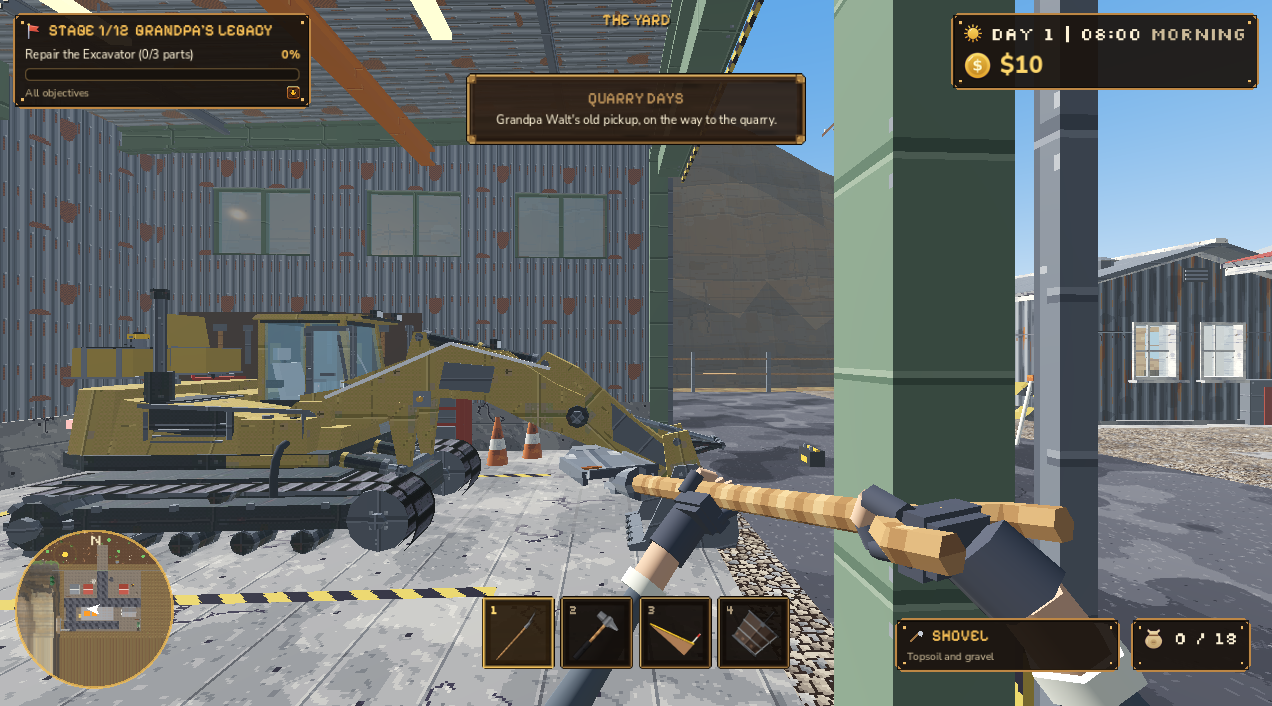 STAGE 1/12 GRANDPA'S LEGACY
Repair the Excavator (0/3 parts) 0%
All objectives
THE YARD
QUARRY DAYS
Grandpa Walt's old pickup, on the way to the quarry.
DAY 1 | 08:00 MORNING
$ $10
N
1 2 3 4
SHOVEL
Topsoil and gravel
0 / 18